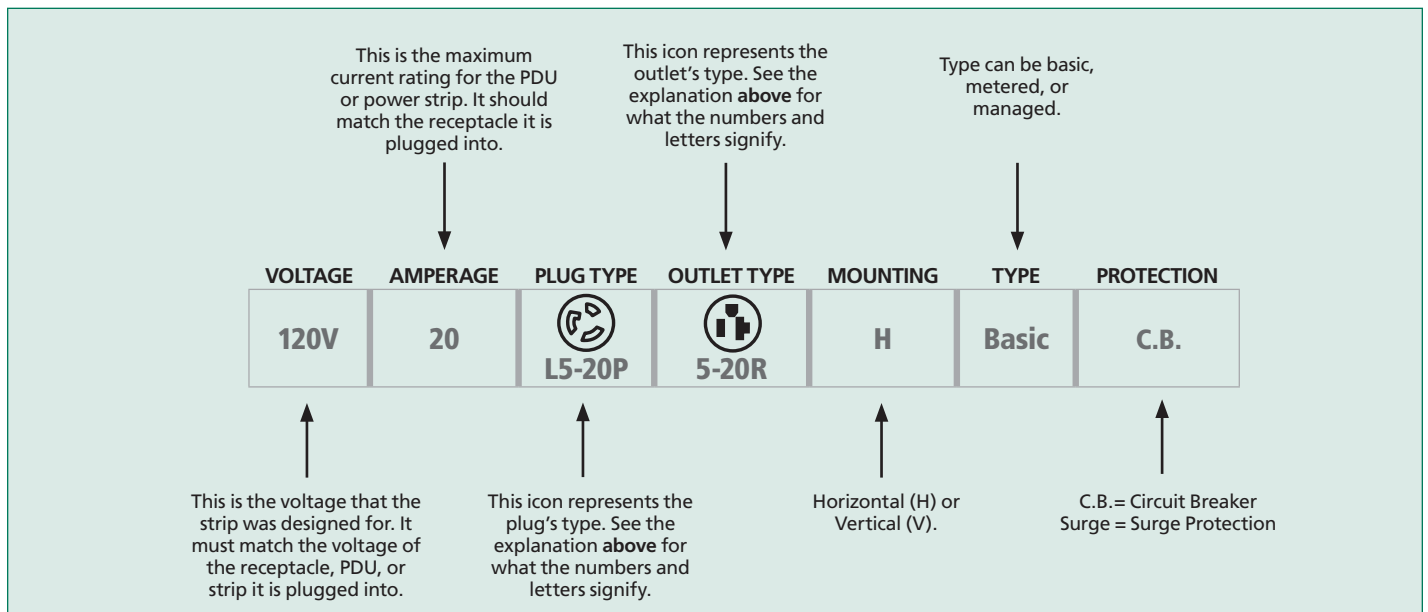 This is the maximum
current rating for the PDU
or power strip. It should
match the receptacle it is
plugged into.
This icon represents the
outlet's type. See the
explanation above for
what the numbers and
letters signify.
Type can be basic,
metered, or
managed.
VOLTAGE AMPERAGE PLUG TYPE OUTLET TYPE MOUNTING TYPE PROTECTION
120V 20 L5-20P 5-20R H Basic C.B.
This is the voltage that the
strip was designed for. It
must match the voltage of
the receptacle, PDU, or
strip it is plugged into.
This icon represents the
plug's type. See the
explanation above for
what the numbers and
letters signify.
Horizontal (H) or
Vertical (V).
C.B.= Circuit Breaker
Surge = Surge Protection